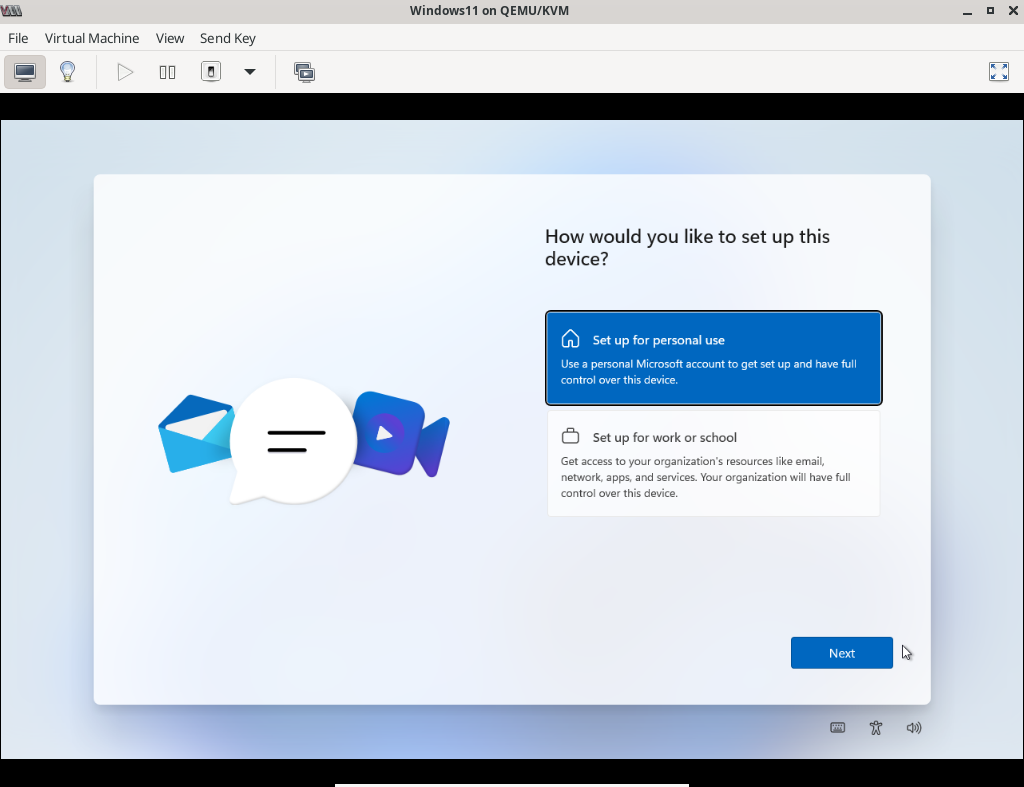 Windows11 on QEMU/KVM
File Virtual Machine View Send Key
How would you like to set up this
device?
Set up for personal use
Use a personal Microsoft account to get set up and have full
control over this device.
Set up for work or school
Get access to your organization's resources like email,
network, apps, and services. Your organization will have full
control over this device.
Next